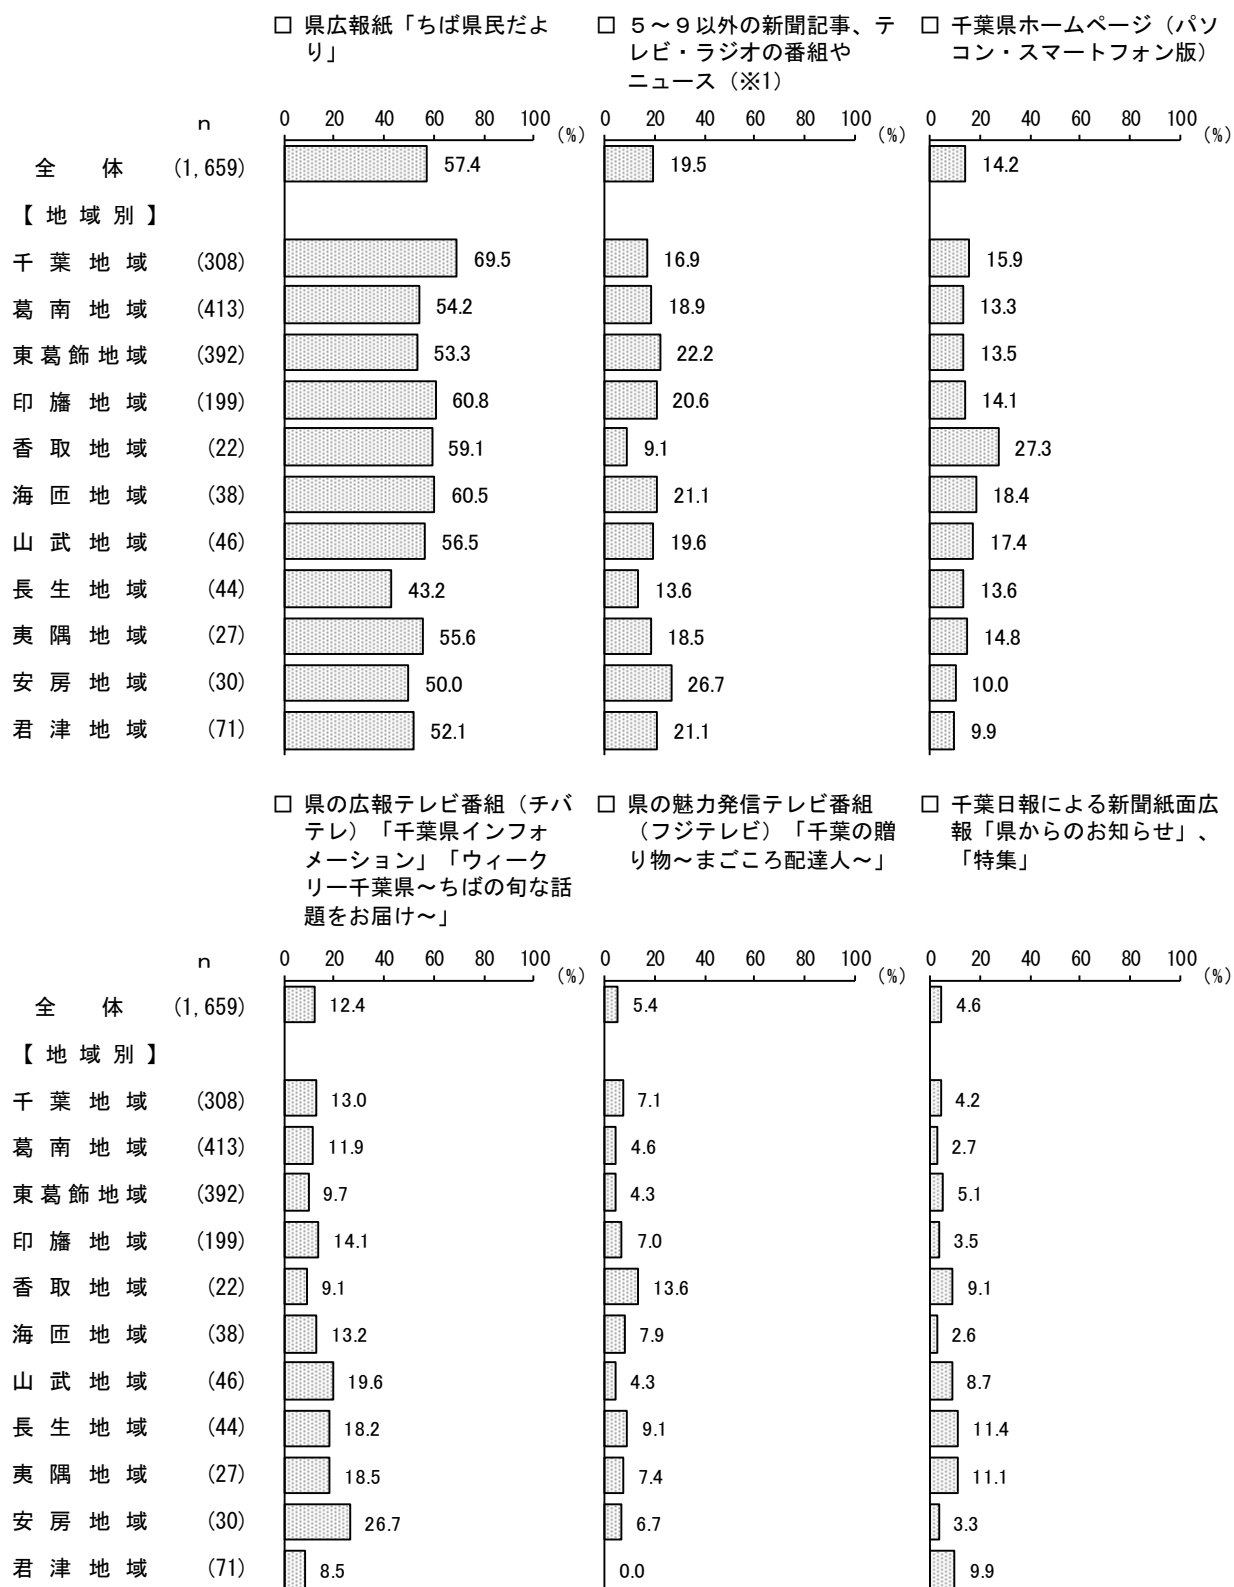 □ 県広報紙「ちば県民だよ
り」
□ ５～９以外の新聞記事、テ
レビ・ラジオの番組や
ニュース（※1）
□ 千葉県ホームページ（パソ
コン・スマートフォン版）
ｎ 0 20 40 60 80 100 (%) 0 20 40 60 80 100 (%) 0 20 40 60 80 100 (%)
全体 (1,659) 57.4 19.5 14.2
【地域別】
千葉地域 (308) 69.5 16.9 15.9
葛南地域 (413) 54.2 18.9 13.3
東葛飾地域 (392) 53.3 22.2 13.5
印旛地域 (199) 60.8 20.6 14.1
香取地域 (22) 59.1 9.1 27.3
海匝地域 (38) 60.5 21.1 18.4
山武地域 (46) 56.5 19.6 17.4
長生地域 (44) 43.2 13.6 13.6
夷隅地域 (27) 55.6 18.5 14.8
安房地域 (30) 50.0 26.7 10.0
君津地域 (71) 52.1 21.1 9.9
□ 県の広報テレビ番組（チバ
テレ）「千葉県インフォ
メーション」「ウィーク
リー千葉県～ちばの旬な話
題をお届け～」
□ 県の魅力発信テレビ番組
（フジテレビ）「千葉の贈
り物～まごころ配達人～」
□ 千葉日報による新聞紙面広
報「県からのお知らせ」、
「特集」
ｎ 0 20 40 60 80 100 (%) 0 20 40 60 80 100 (%) 0 20 40 60 80 100 (%)
全体 (1,659) 12.4 5.4 4.6
【地域別】
千葉地域 (308) 13.0 7.1 4.2
葛南地域 (413) 11.9 4.6 2.7
東葛飾地域 (392) 9.7 4.3 5.1
印旛地域 (199) 14.1 7.0 3.5
香取地域 (22) 9.1 13.6 9.1
海匝地域 (38) 13.2 7.9 2.6
山武地域 (46) 19.6 4.3 8.7
長生地域 (44) 18.2 9.1 11.4
夷隅地域 (27) 18.5 7.4 11.1
安房地域 (30) 26.7 6.7 3.3
君津地域 (71) 8.5 0.0 9.9